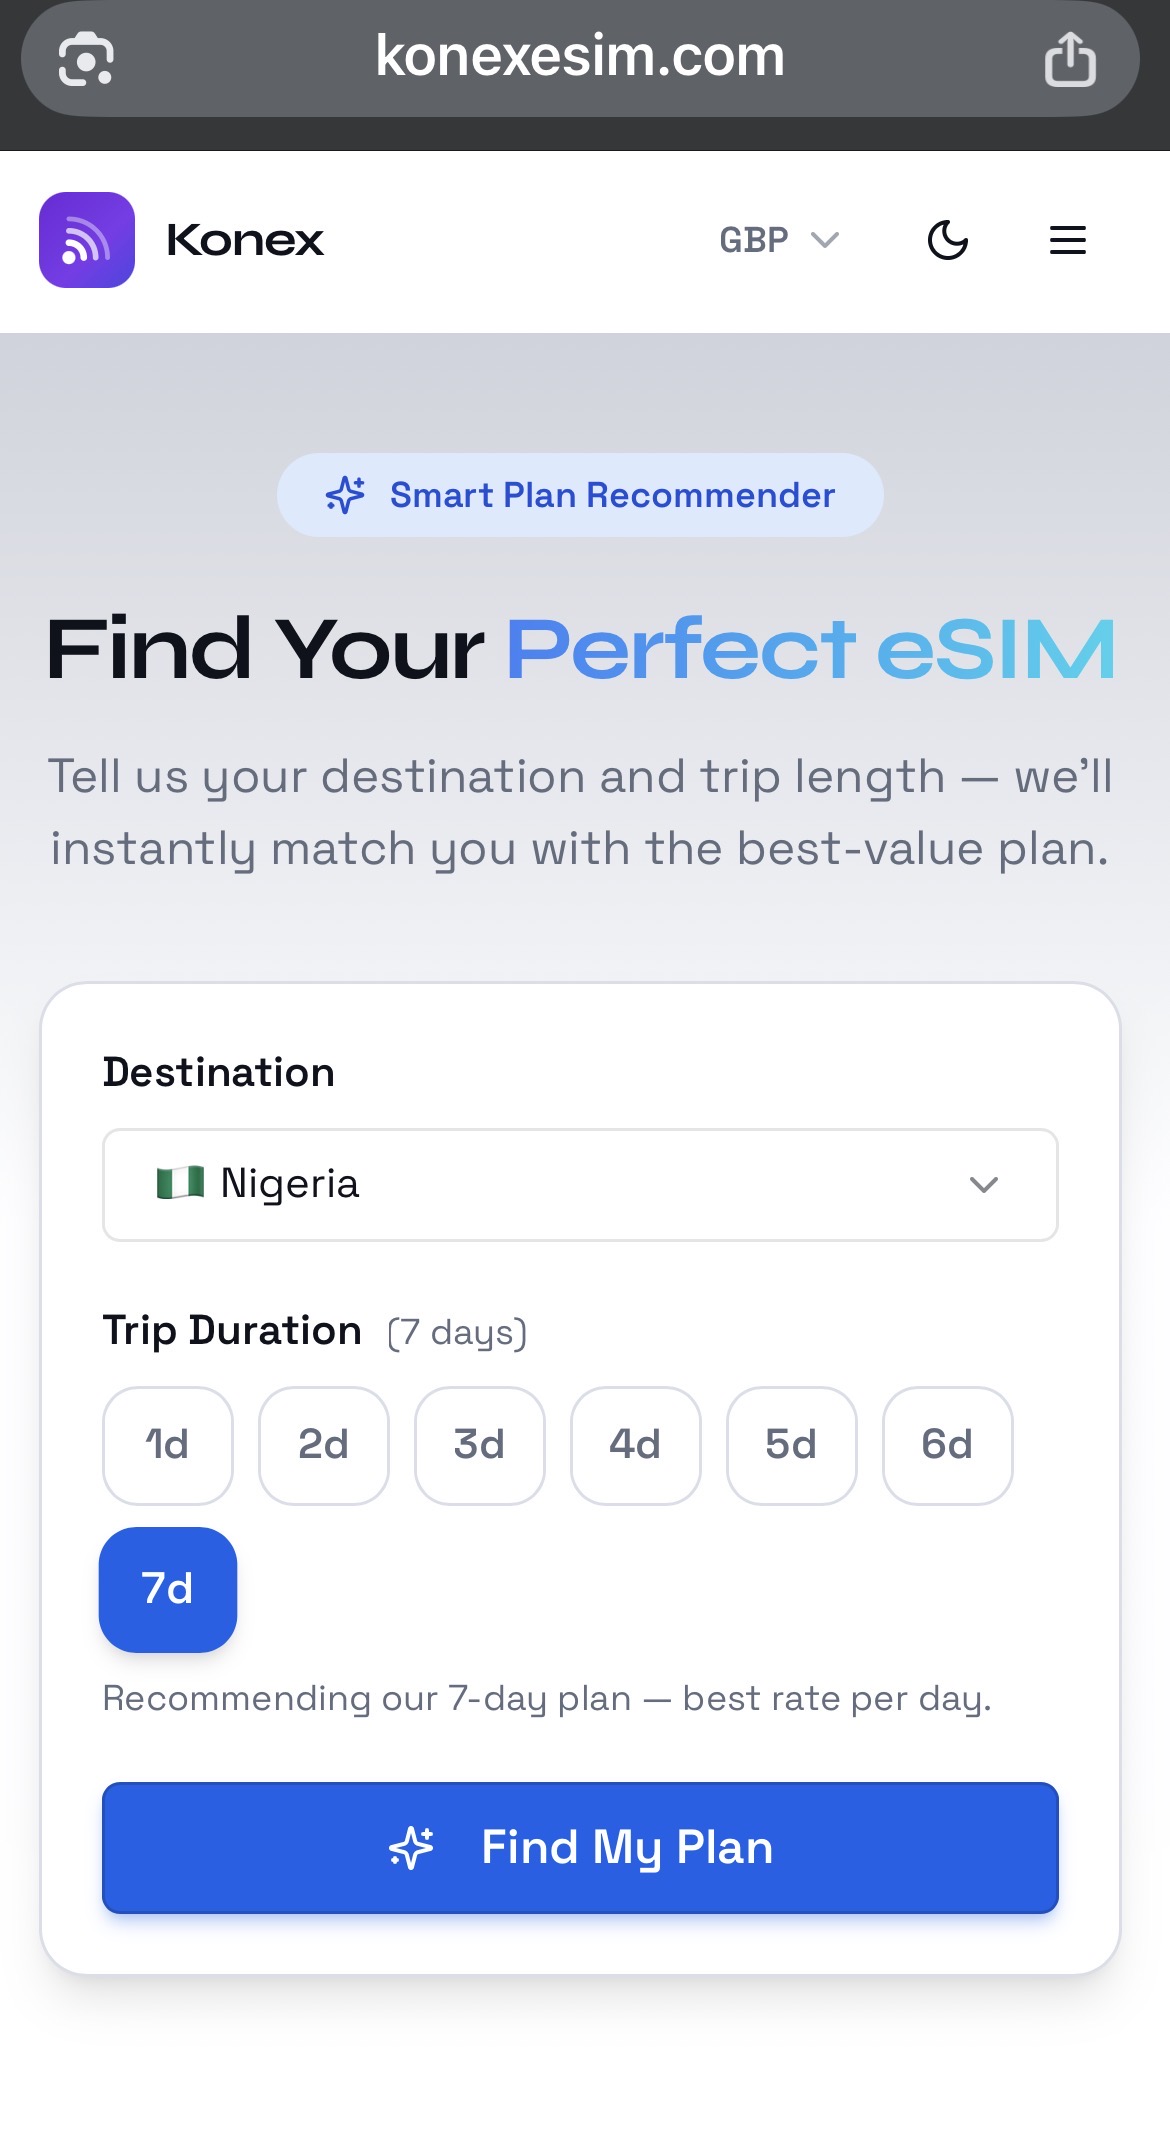 konexesim.com
Konex
GBP
Smart Plan Recommender
Find Your Perfect eSIM
Tell us your destination and trip length — we’ll
instantly match you with the best-value plan.
Destination
🇳🇬 Nigeria
Trip Duration (7 days)
1d 2d 3d 4d 5d 6d
7d
Recommending our 7-day plan — best rate per day.
Find My Plan